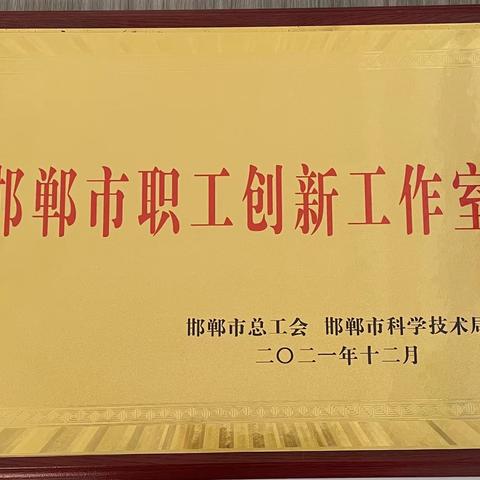 邯郸市职工创新工作室
邯郸市总工会 邯郸市科学技术局
二〇二一年十二月